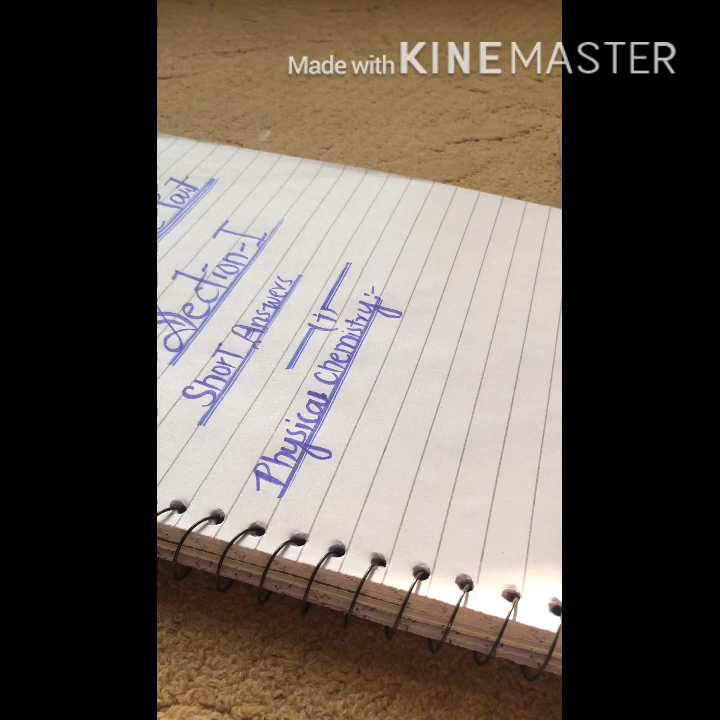 Made with KINEMASTER
Section-I
Short Answers
(i)
Physical Chemistry:-